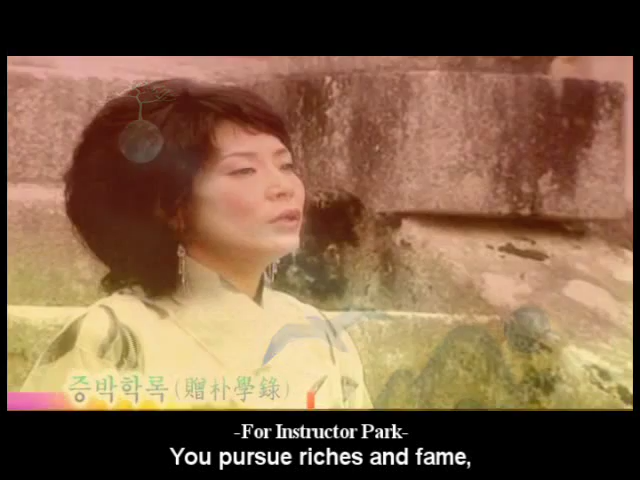 증박학록(贈朴學錄)
-For Instructor Park-
You pursue riches and fame,